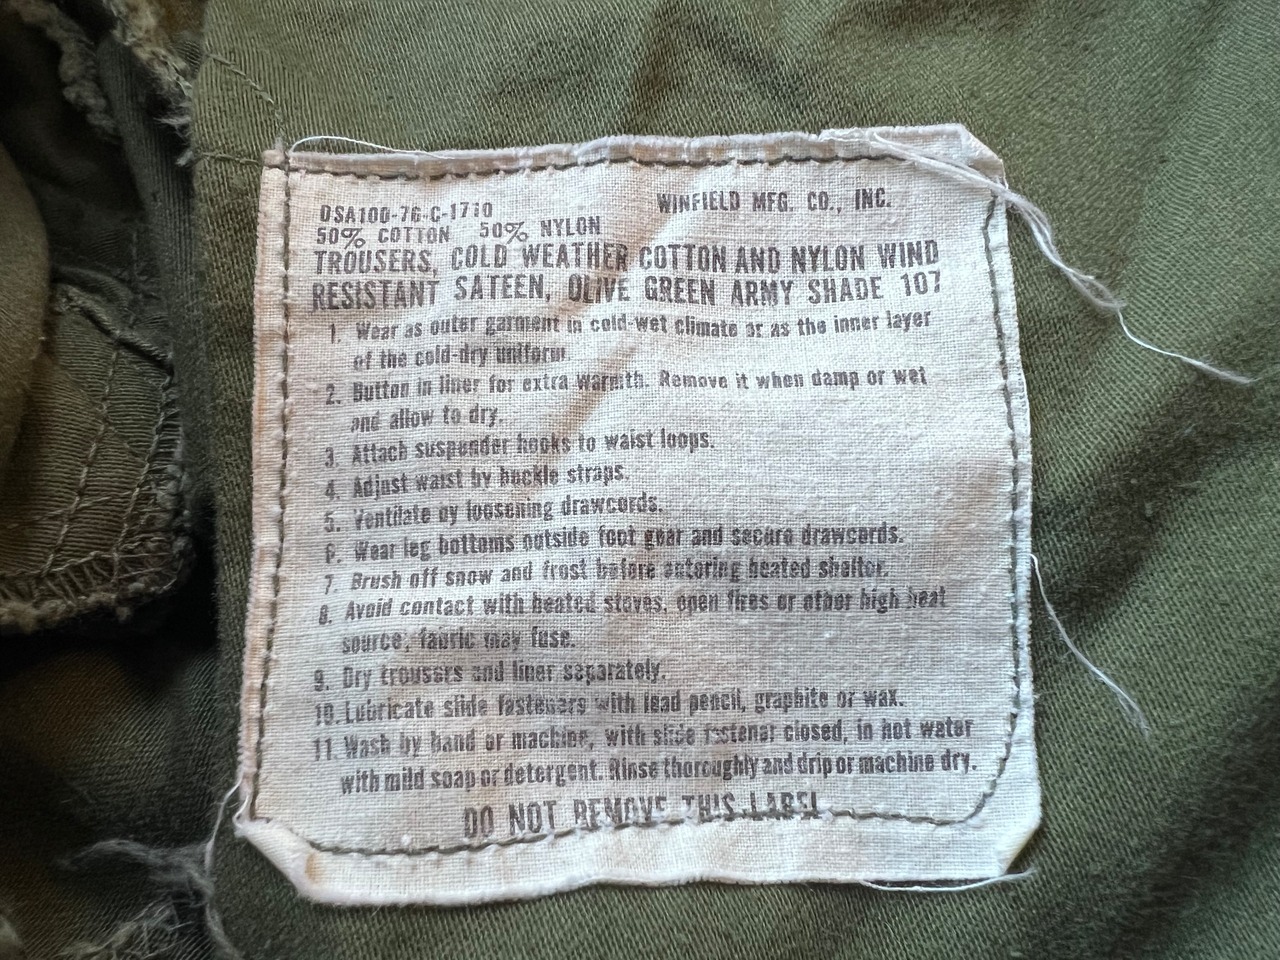 DSA100-76-C-1710 WINFIELD MFG. CO., INC.
50% COTTON 50% NYLON
TROUSERS, COLD WEATHER COTTON AND NYLON WIND
RESISTANT SATEEN, OLIVE GREEN ARMY SHADE 107
1. Wear as outer garment in cold-wet climate or as the inner layer
of the cold-dry uniform.
2. Button in liner for extra warmth. Remove it when damp or wet
and allow to dry.
3. Attach suspender hooks to waist loops.
4. Adjust waist by buckle straps.
5. Ventilate by loosening drawcords.
6. Wear leg bottoms outside foot gear and secure drawcords.
7. Brush off snow and frost before entering heated shelter.
8. Avoid contact with heated stoves, open fires or other high heat
source; fabric may fuse.
9. Dry trousers and liner separately.
10. Lubricate slide fasteners with lead pencil, graphite or wax.
11. Wash by hand or machine, with slide fastener closed, in hot water
with mild soap or detergent. Rinse thoroughly and drip or machine dry.
DO NOT REMOVE THIS LABEL